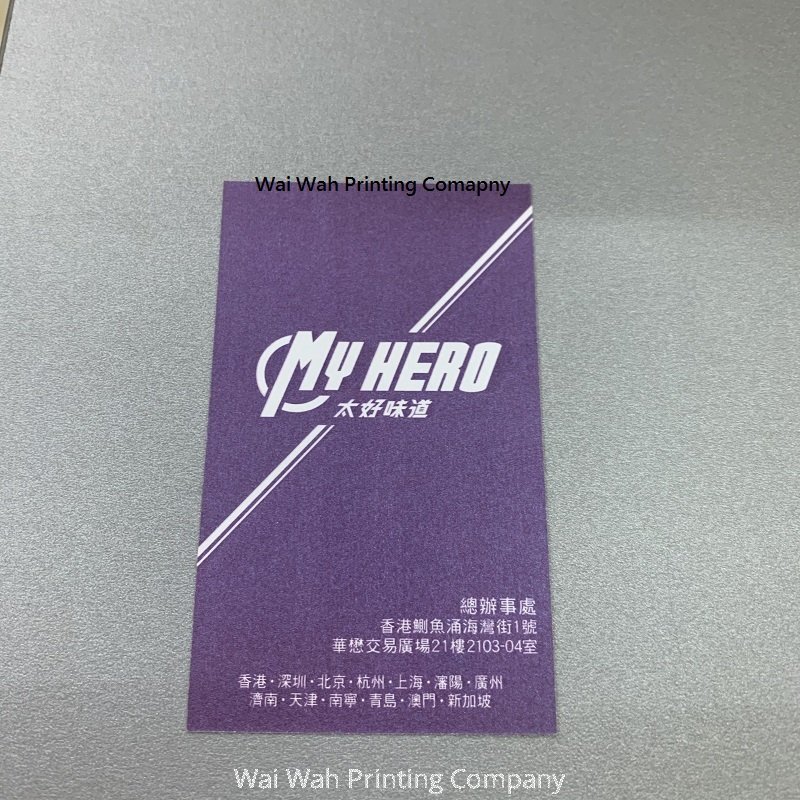 Wai Wah Printing Comapny
MY HERO
太好味道
總辦事處
香港鰂魚涌海灣街1號
華懋交易廣場21樓2103-04室
香港·深圳·北京·杭州·上海·瀋陽·廣州
濟南·天津·南寧·青島·澳門·新加坡
Wai Wah Printing Company